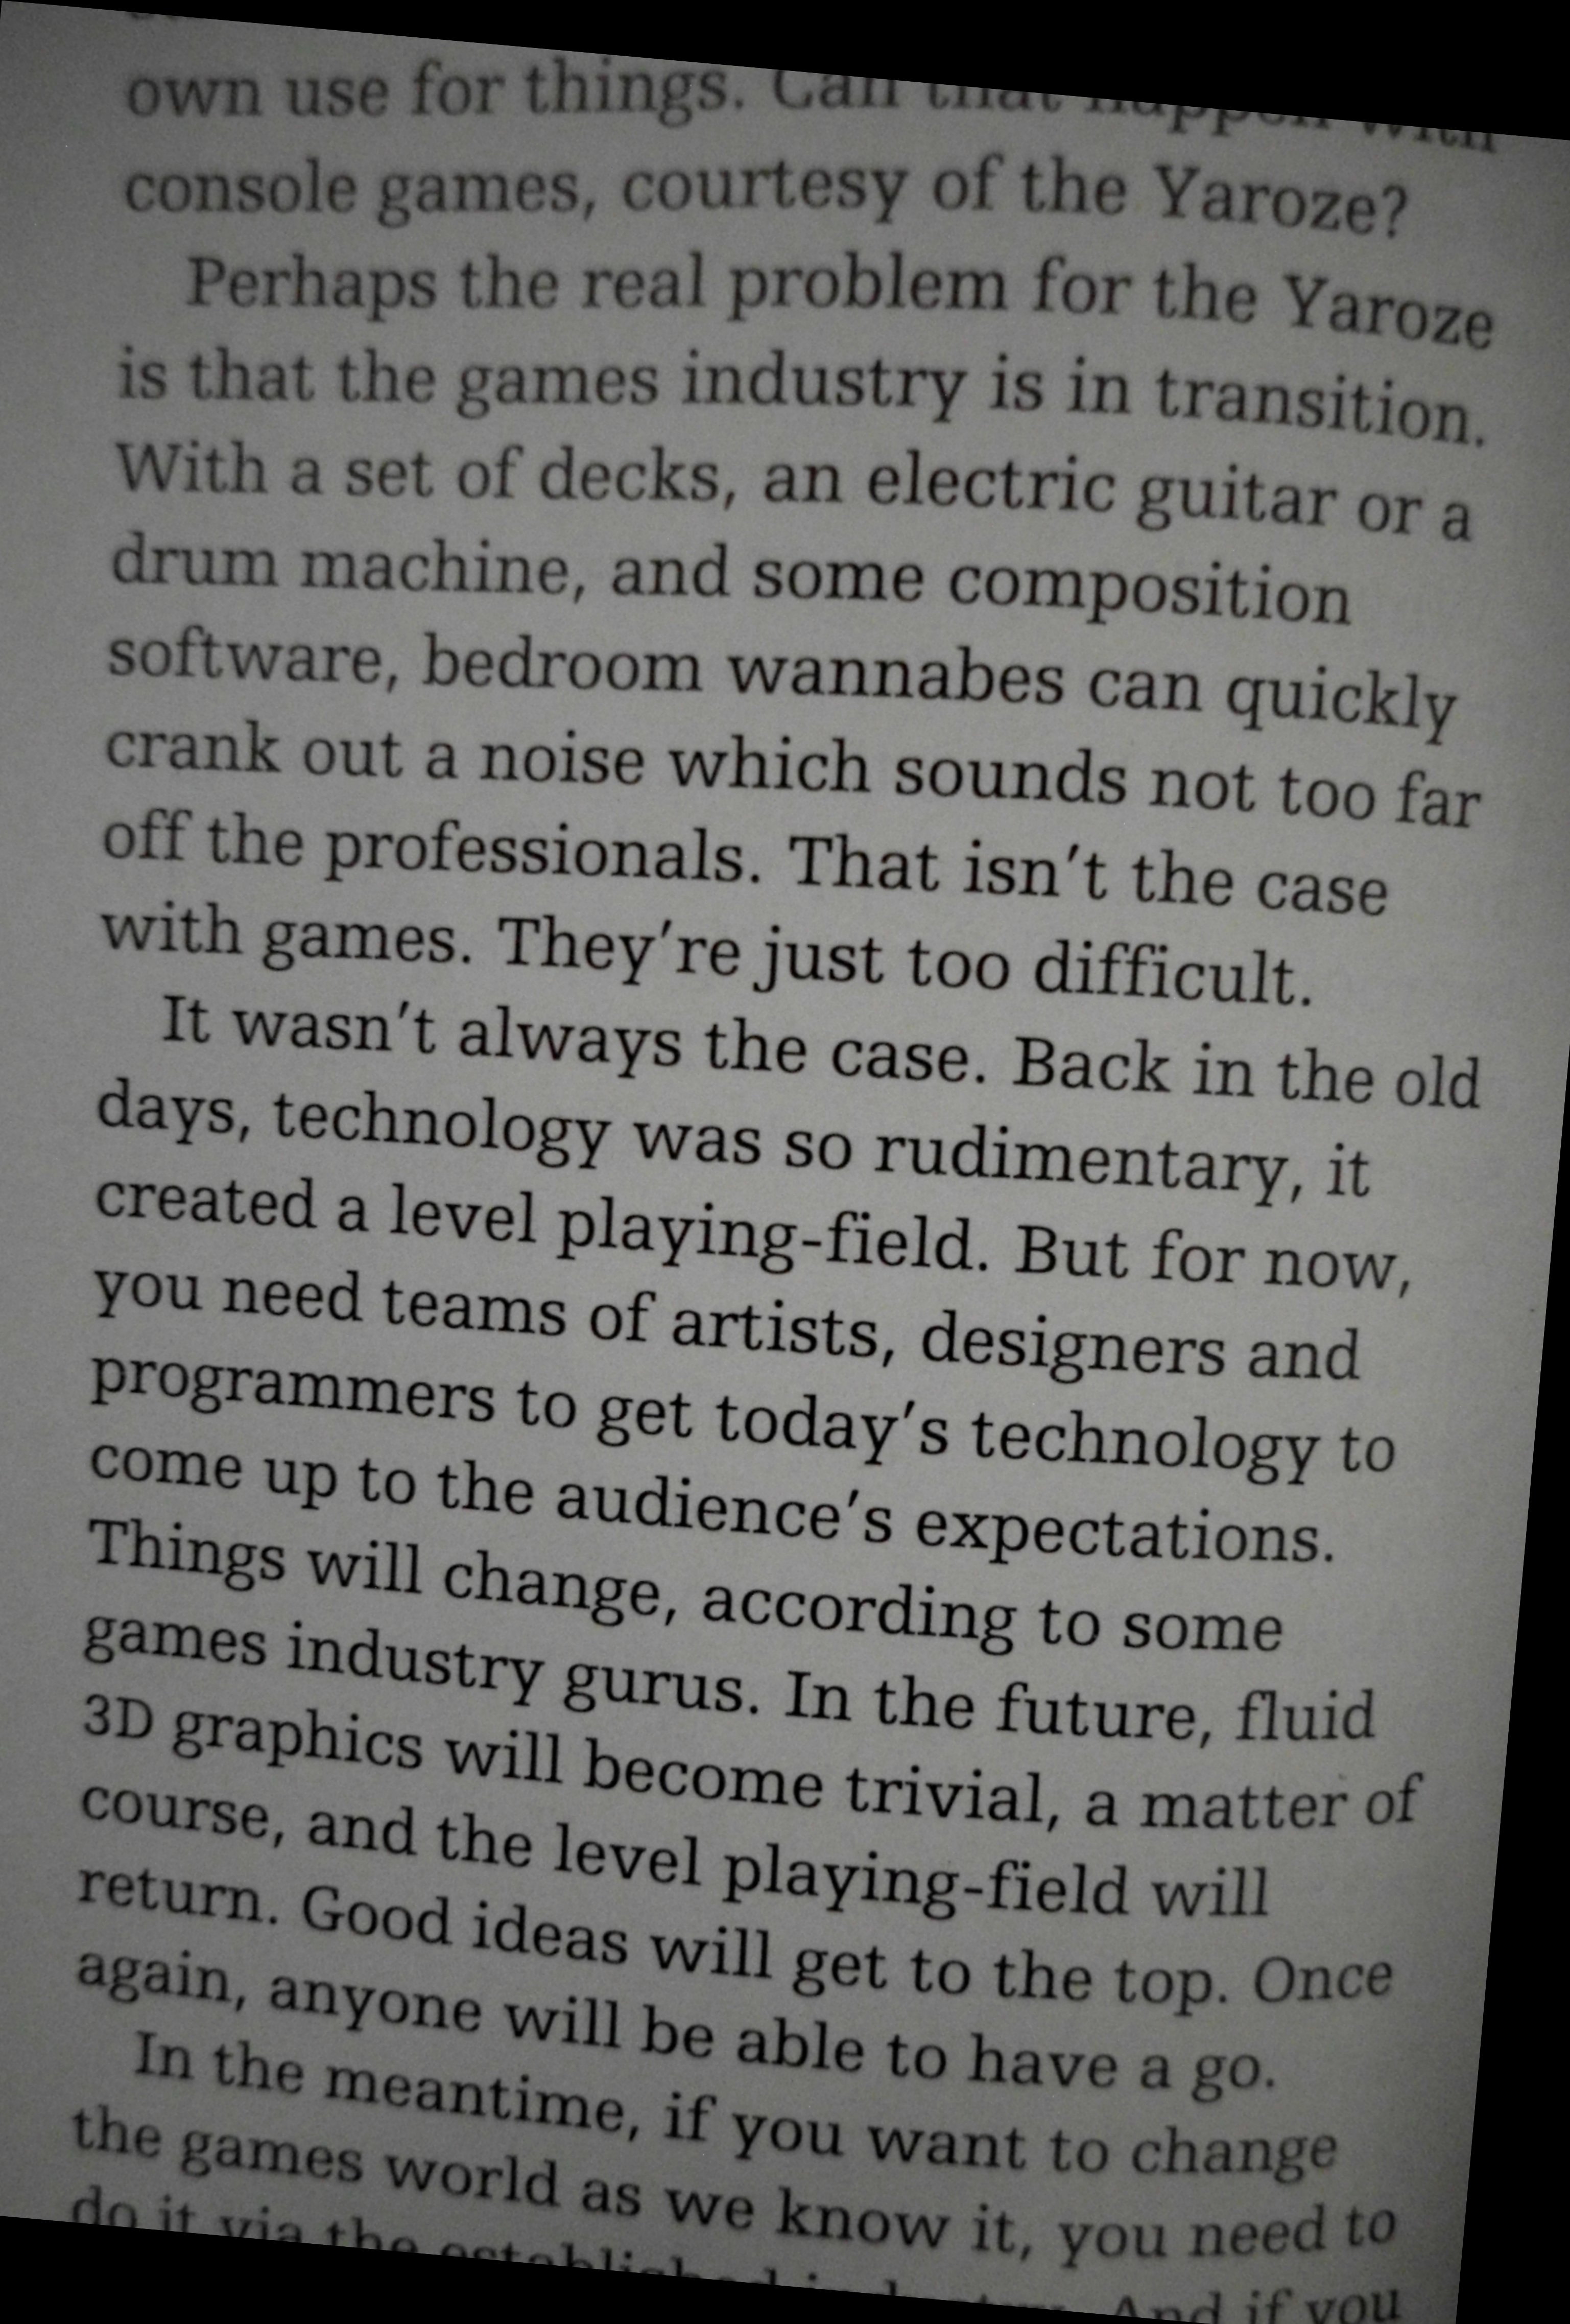 own use for things. Can that happen with
console games, courtesy of the Yaroze?
Perhaps the real problem for the Yaroze
is that the games industry is in transition.
With a set of decks, an electric guitar or a
drum machine, and some composition
software, bedroom wannabes can quickly
crank out a noise which sounds not too far
off the professionals. That isn't the case
with games. They're just too difficult.
It wasn't always the case. Back in the old
days, technology was so rudimentary, it
created a level playing-field. But for now,
you need teams of artists, designers and
programmers to get today's technology to
come up to the audience's expectations.
Things will change, according to some
games industry gurus. In the future, fluid
3D graphics will become trivial, a matter of
course, and the level playing-field will
return. Good ideas will get to the top. Once
again, anyone will be able to have a go.
In the meantime, if you want to change
the games world as we know it, you need to
do it via the established industry. And if you